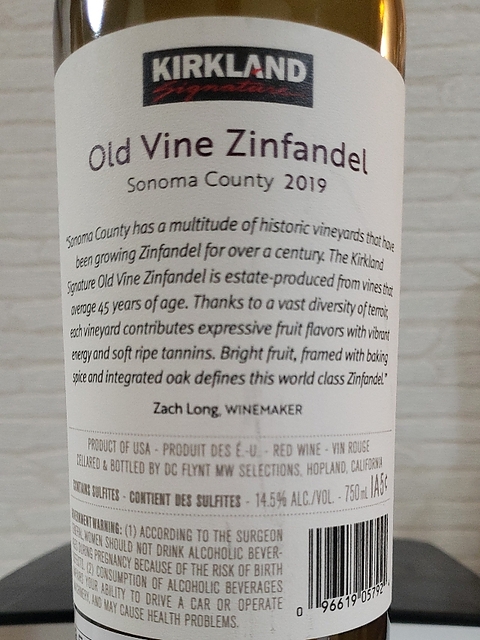 KIRKLAND
Signature
Old Vine Zinfandel
Sonoma County 2019
"Sonoma County has a multitude of historic vineyards that have
been growing Zinfandel for over a century. The Kirkland
Signature Old Vine Zinfandel is estate-produced from vines that
average 45 years of age. Thanks to a vast diversity of terroir,
each vineyard contributes expressive fruit flavors with vibrant
energy and soft ripe tannins. Bright fruit, framed with baking
spice and integrated oak defines this world class Zinfandel."
Zach Long, WINEMAKER
PRODUCT OF USA - PRODUIT DES É.-U. - RED WINE - VIN ROUGE
CELLARED & BOTTLED BY DC FLYNT MW SELECTIONS, HOPLAND, CALIFORNIA
CONTAINS SULFITES - CONTIENT DES SULFITES - 14.5% ALC./VOL. - 750 mL IA5¢
WARNING: (1) ACCORDING TO THE SURGEON
WOMEN SHOULD NOT DRINK ALCOHOLIC BEVER-
DURING PREGNANCY BECAUSE OF THE RISK OF BIRTH
(2) CONSUMPTION OF ALCOHOLIC BEVERAGES
YOUR ABILITY TO DRIVE A CAR OR OPERATE
AND MAY CAUSE HEALTH PROBLEMS.
0 96619 05792